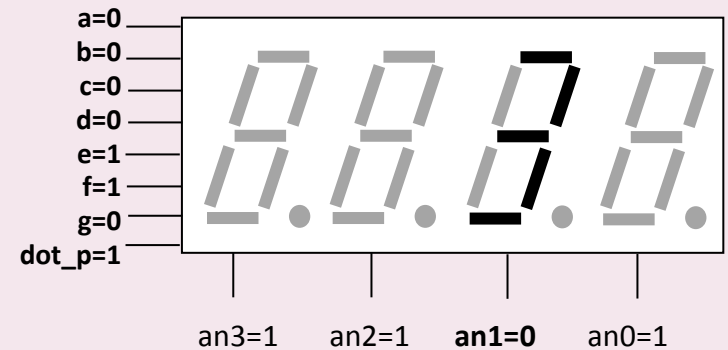 a=0
b=0
c=0
d=0
e=1
f=1
g=0
dot_p=1
an3=1 an2=1 an1=0 an0=1